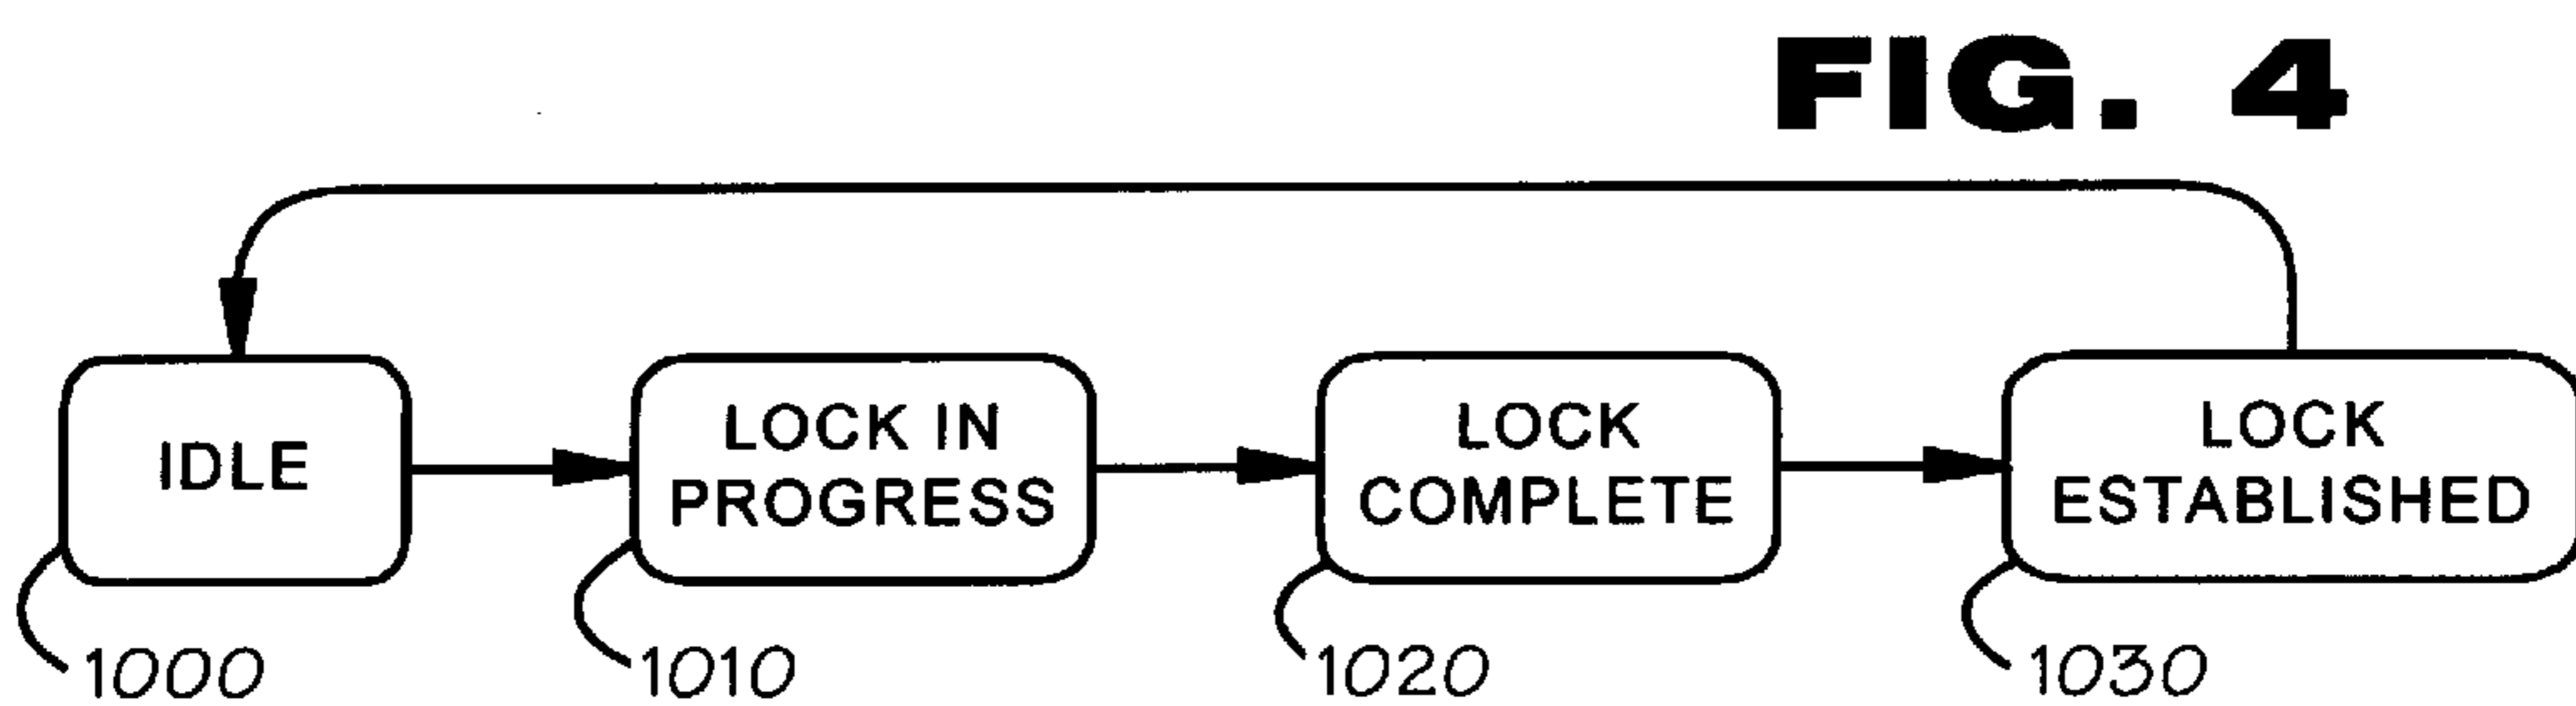 FIG. 4
IDLE
LOCK IN
PROGRESS
LOCK
COMPLETE
LOCK
ESTABLISHED
1000
1010
1020
1030